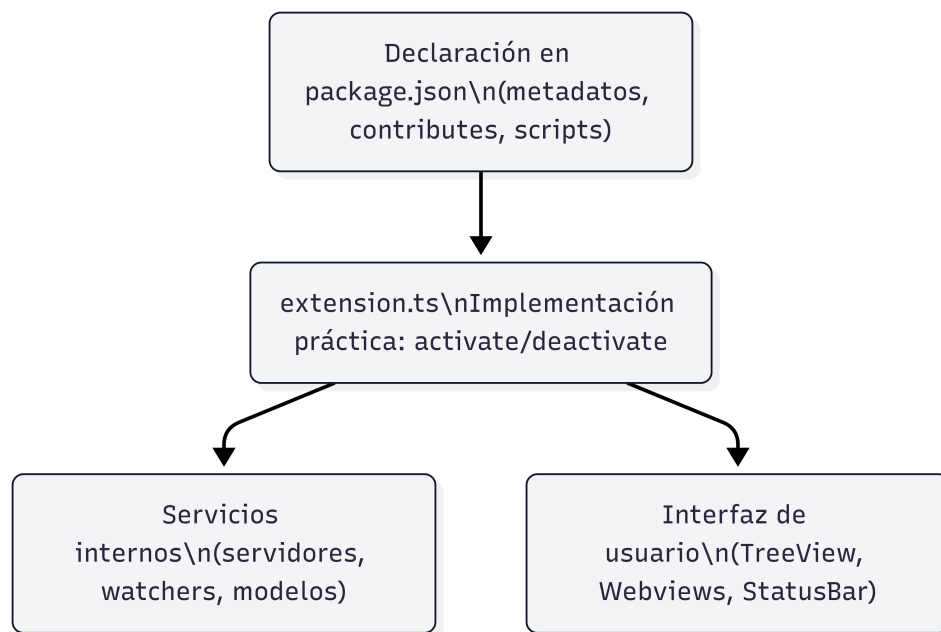 Declaración en
package.json\n(metadatos,
contributes, scripts)
extension.ts\nImplementación
práctica: activate/deactivate
Servicios
internos\n(servidores,
watchers, modelos)
Interfaz de
usuario\n(TreeView,
Webviews, StatusBar)